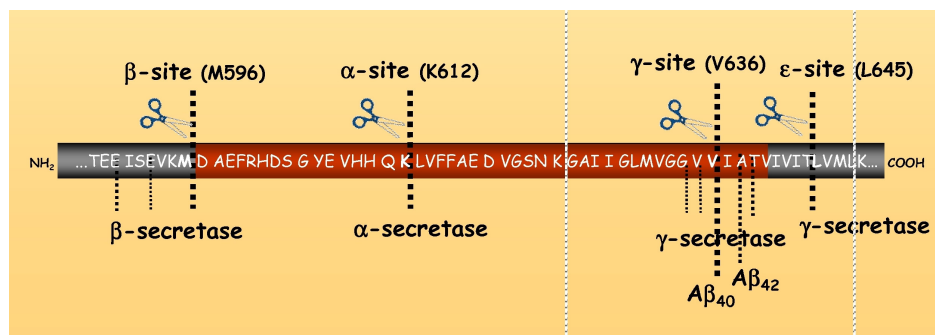 β-site (M596) α-site (K612) γ-site (V636) ε-site (L645)
NH2 ...TEE ISEVKM D AEFRHDS G YE VHH Q K LVFFAE D VGSN K GAI I GLMVGG V V I A TVIVITLVMLK... COOH
β-secretase α-secretase γ-secretase γ-secretase
Aβ40 Aβ42